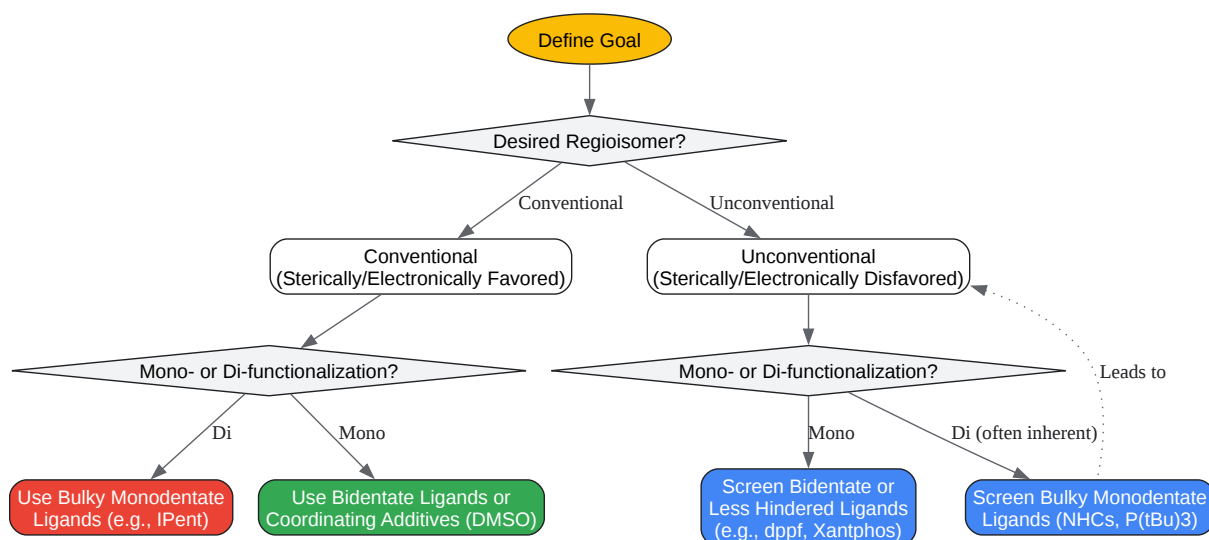 Define Goal
Desired Regioisomer?
Conventional
Unconventional
Conventional
(Sterically/Electronically Favored)
Unconventional
(Sterically/Electronically Disfavored)
Mono- or Di-functionalization?
Mono- or Di-functionalization?
Leads to
Di
Mono
Mono
Di (often inherent)
Use Bulky Monodentate
Ligands (e.g., IPent)
Use Bidentate Ligands or
Coordinating Additives (DMSO)
Screen Bidentate or
Less Hindered Ligands
(e.g., dppf, Xantphos)
Screen Bulky Monodentate
Ligands (NHCs, P(tBu)3)